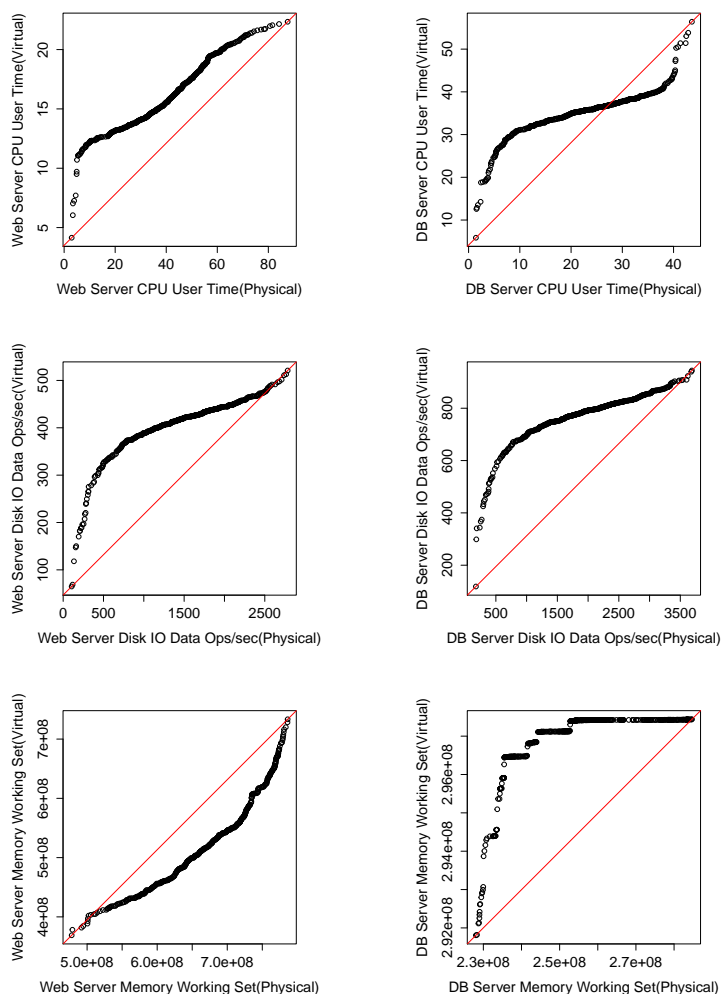 Web Server CPU User Time(Virtual)
5 10 15 20
0 20 40 60 80
Web Server CPU User Time(Physical)
DB Server CPU User Time(Virtual)
10 20 30 40 50
0 10 20 30 40
DB Server CPU User Time(Physical)
Web Server Disk IO Data Ops/sec(Virtual)
100 200 300 400 500
0 500 1500 2500
Web Server Disk IO Data Ops/sec(Physical)
DB Server Disk IO Data Ops/sec(Virtual)
200 400 600 800
500 1500 2500 3500
DB Server Disk IO Data Ops/sec(Physical)
Web Server Memory Working Set(Virtual)
4e+08 5e+08 6e+08 7e+08
5.0e+08 6.0e+08 7.0e+08
Web Server Memory Working Set(Physical)
DB Server Memory Working Set(Virtual)
2.92e+08 2.94e+08 2.96e+08
2.3e+08 2.5e+08 2.7e+08
DB Server Memory Working Set(Physical)